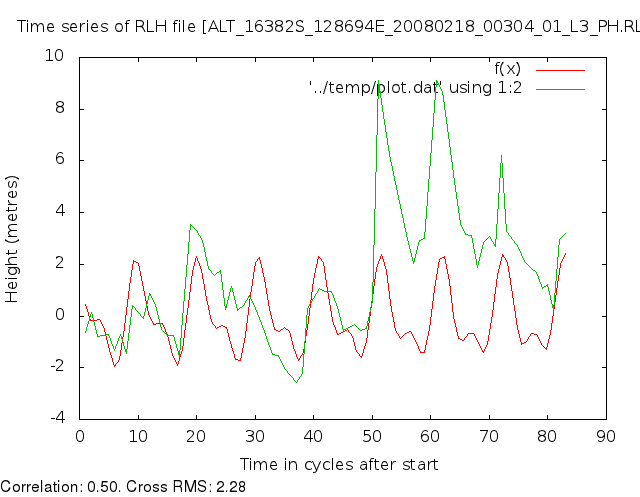 Time series of RLH file [ALT_16382S_128694E_20080218_00304_01_L3_PH.RL
10
8
6
4
2
0
-2
-4
Height (metres)
f(x)
'../temp/plot.dat' using 1:2
0 10 20 30 40 50 60 70 80 90
Time in cycles after start
Correlation: 0.50. Cross RMS: 2.28